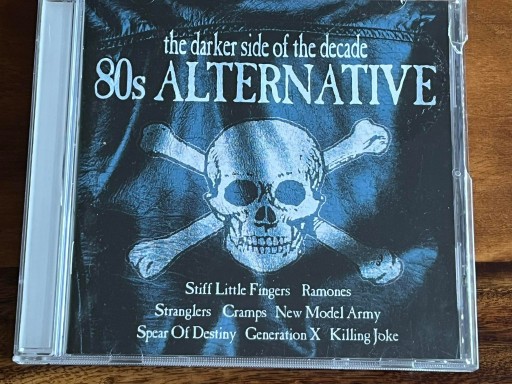 the darker side of the decade
80s ALTERNATIVE
Stiff Little Fingers Ramones
Stranglers Cramps New Model Army
Spear Of Destiny Generation X Killing Joke